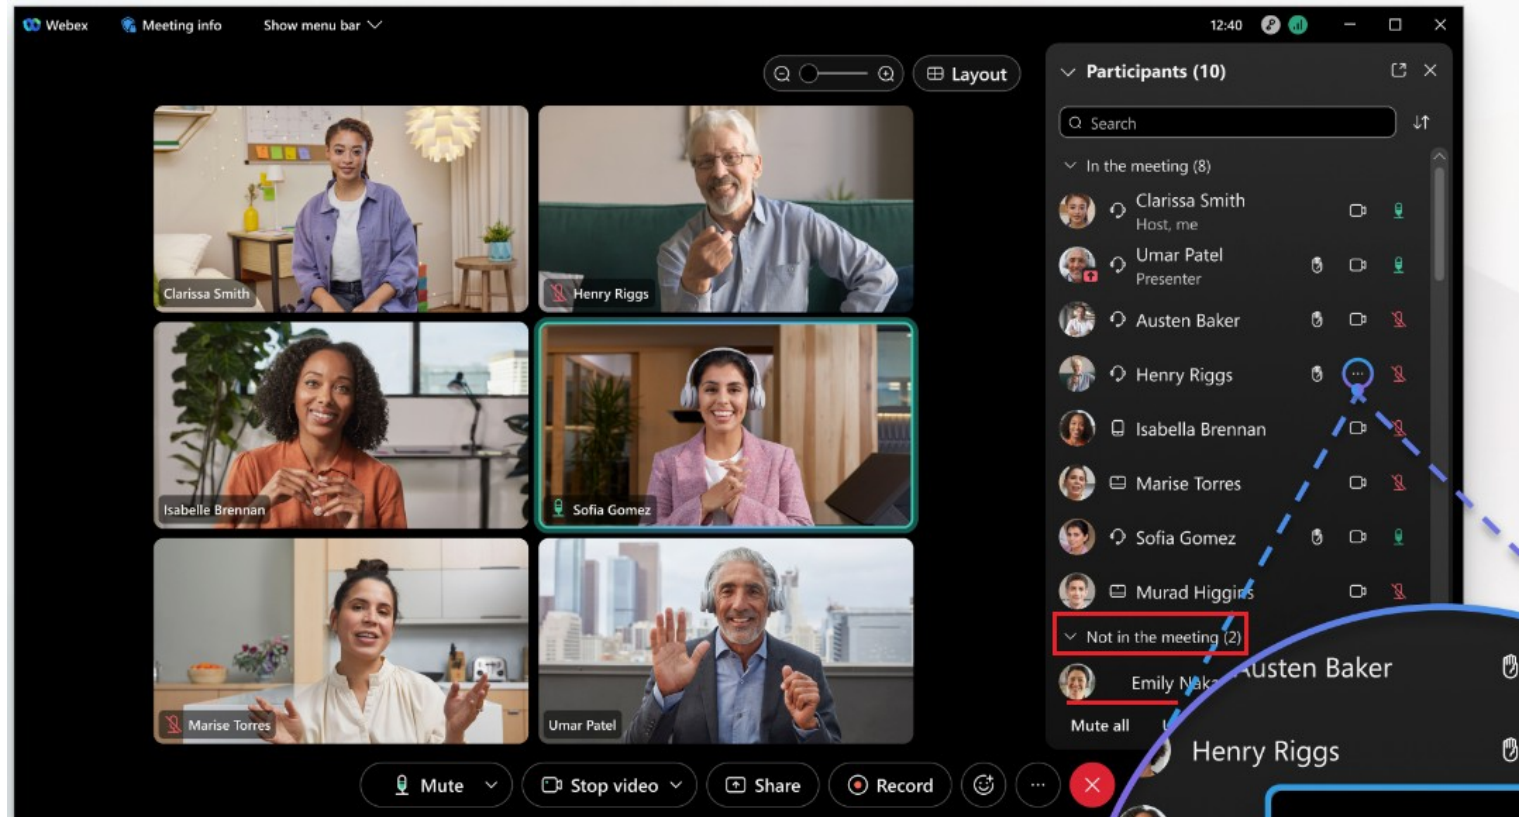 Webex
Meeting info
Show menu bar
12:40
Layout
Participants (10)
Search
In the meeting (8)
Clarissa Smith
Host, me
Umar Patel
Presenter
Austen Baker
Henry Riggs
Isabella Brennan
Marise Torres
Sofia Gomez
Murad Higgins
Not in the meeting (2)
Emily
Mute all
Austen Baker
Henry Riggs
Clarissa Smith
Henry Riggs
Isabelle Brennan
Sofia Gomez
Marise Torres
Umar Patel
Mute
Stop video
Share
Record